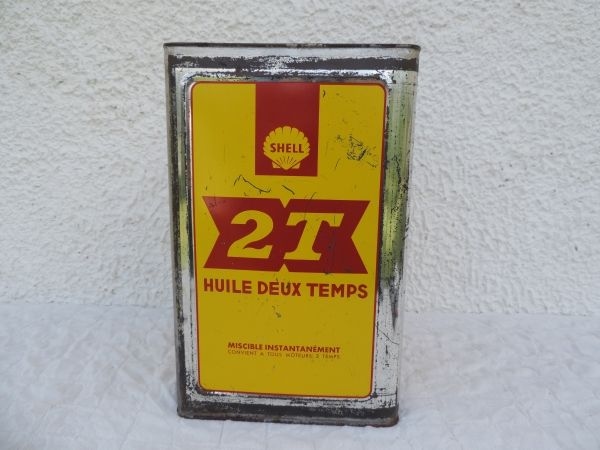 SHELL
2T
HUILE DEUX TEMPS
MISCIBLE INSTANTANÉMENT
CONVIENT A TOUS MOTEURS 2 TEMPS